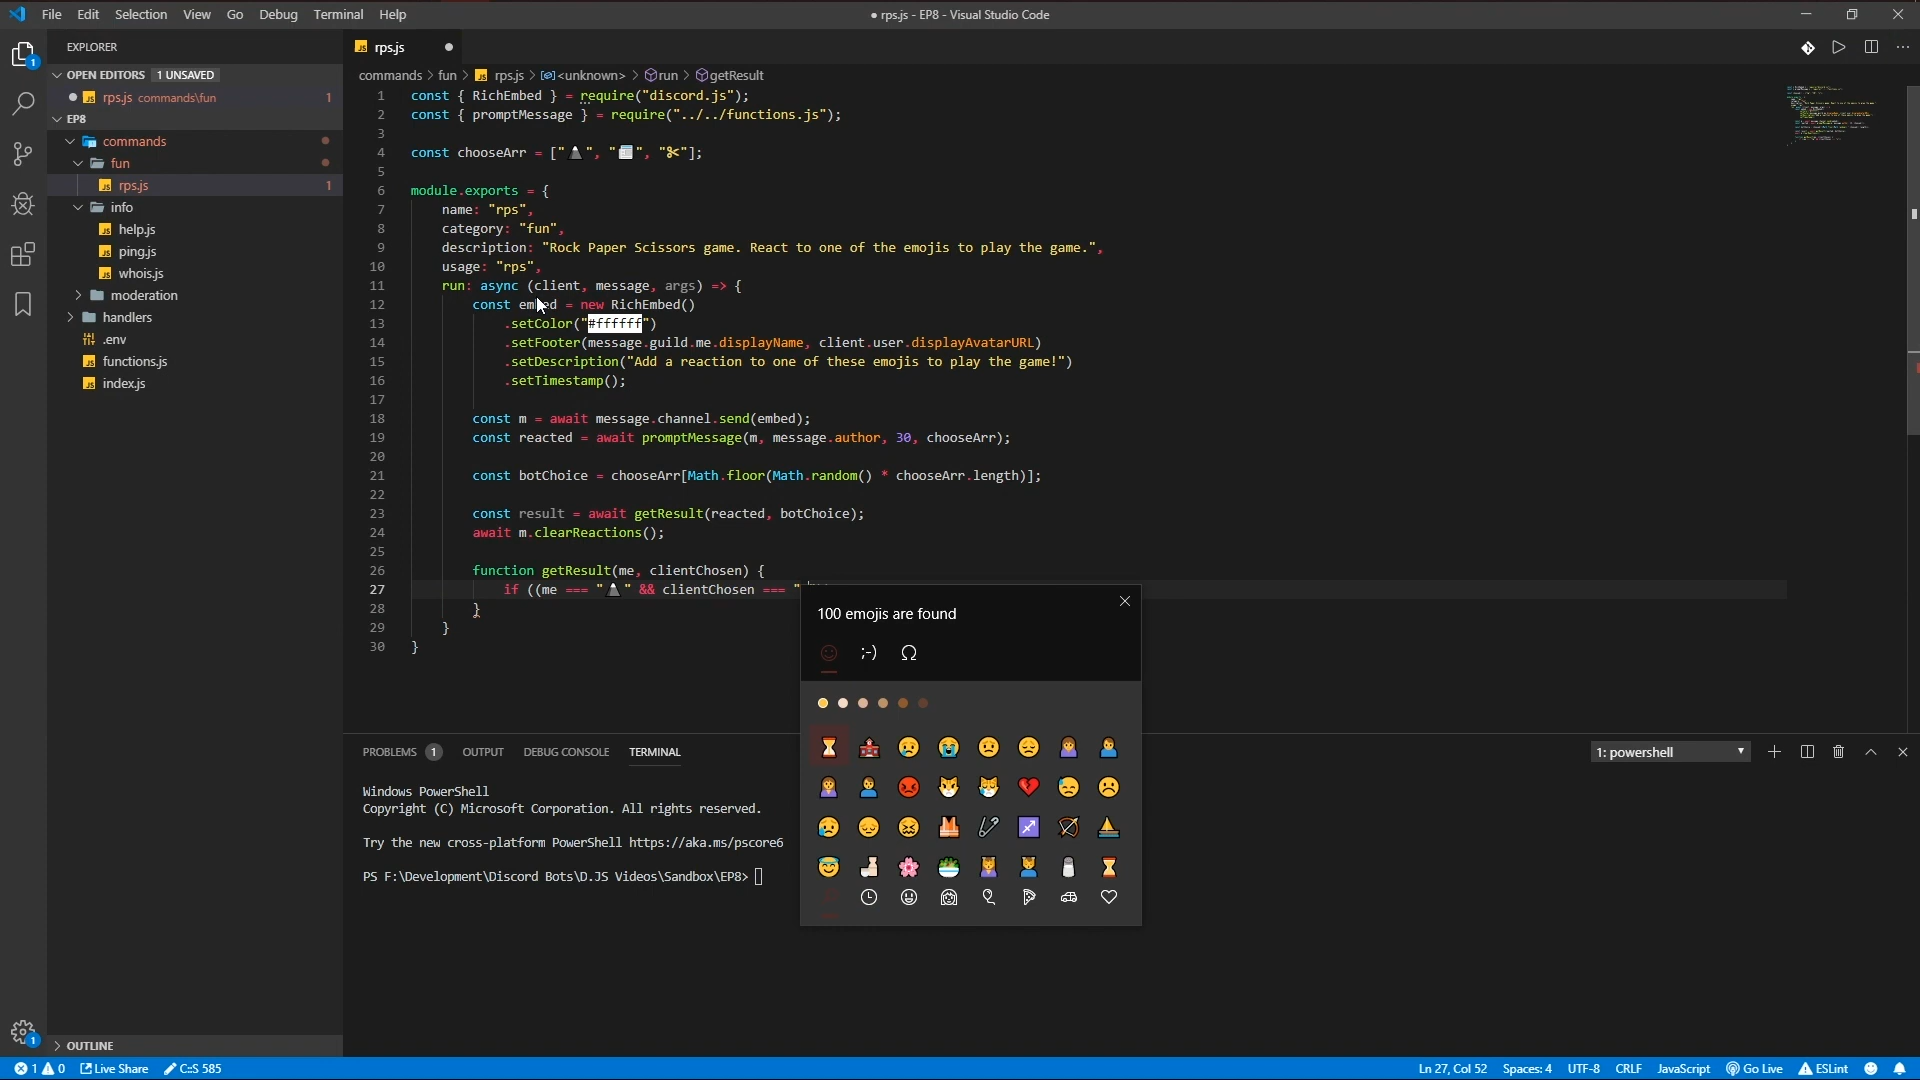 File Edit Selection View Go Debug Terminal Help
● rps.js - EP8 - Visual Studio Code
EXPLORER
OPEN EDITORS 1 UNSAVED
rps.js commands\fun 1
EP8
commands
fun
rps.js 1
info
help.js
ping.js
whois.js
moderation
handlers
.env
functions.js
index.js
OUTLINE
rps.js
commands > fun > rps.js > <unknown> > run > getResult
1 const { RichEmbed } = require("discord.js");
2 const { promptMessage } = require("../../functions.js");
3
4 const chooseArr = ["🗻", "📰", "✂"];
5
6 module.exports = {
7 name: "rps",
8 category: "fun",
9 description: "Rock Paper Scissors game. React to one of the emojis to play the game.",
10 usage: "rps",
11 run: async (client, message, args) => {
12 const embed = new RichEmbed()
13 .setColor("#ffffff")
14 .setFooter(message.guild.me.displayName, client.user.displayAvatarURL)
15 .setDescription("Add a reaction to one of these emojis to play the game!")
16 .setTimestamp();
17
18 const m = await message.channel.send(embed);
19 const reacted = await promptMessage(m, message.author, 30, chooseArr);
20
21 const botChoice = chooseArr[Math.floor(Math.random() * chooseArr.length)];
22
23 const result = await getResult(reacted, botChoice);
24 await m.clearReactions();
25
26 function getResult(me, clientChosen) {
27 if ((me === "🗻" && clientChosen === "
28 }
29 }
30 }
100 emojis are found
;-) Ω
PROBLEMS 1 OUTPUT DEBUG CONSOLE TERMINAL
1: powershell
Windows PowerShell
Copyright (C) Microsoft Corporation. All rights reserved.
Try the new cross-platform PowerShell https://aka.ms/pscore6
PS F:\Development\Discord Bots\D.JS Videos\Sandbox\EP8>
1 0 Live Share C:S 585
Ln 27, Col 52 Spaces: 4 UTF-8 CRLF JavaScript Go Live ESLint